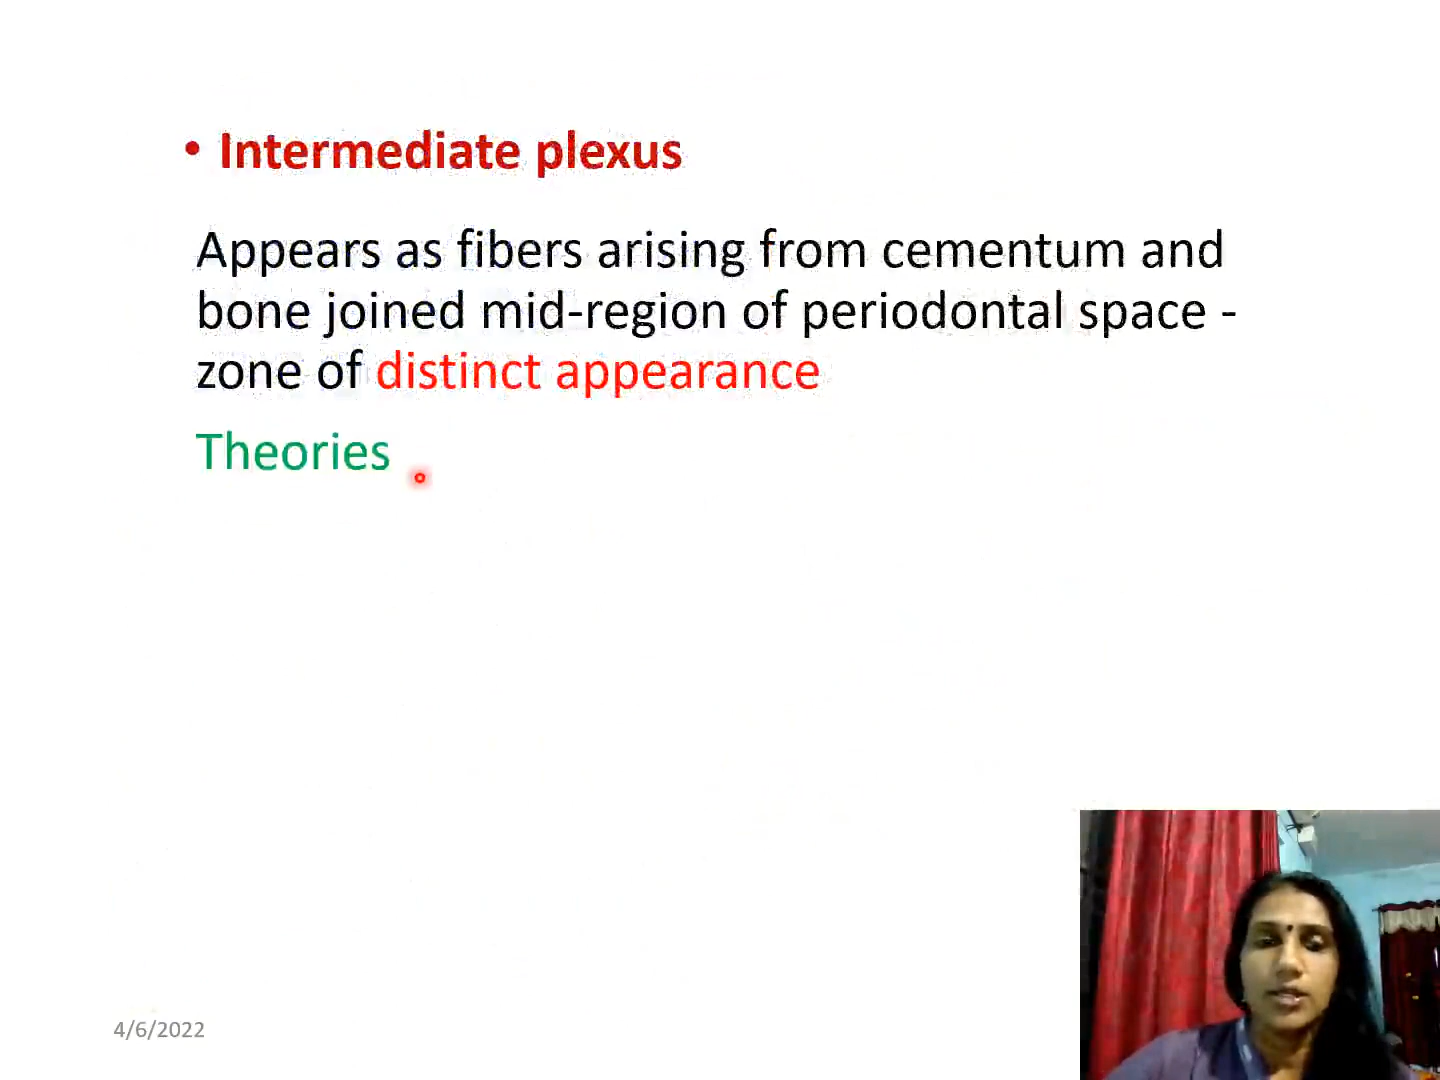 • Intermediate plexus
Appears as fibers arising from cementum and
bone joined mid-region of periodontal space -
zone of distinct appearance
Theories
4/6/2022